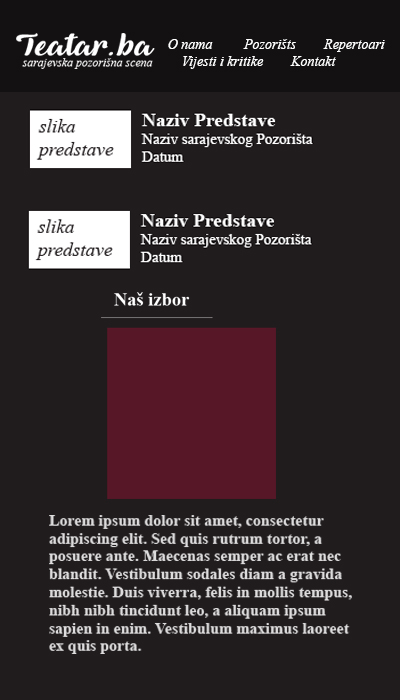 Teatar.ba
sarajevska pozorišna scena
O nama Pozorišts Repertoari
Vijesti i kritike Kontakt
slika
predstave
Naziv Predstave
Naziv sarajevskog Pozorišta
Datum
slika
predstave
Naziv Predstave
Naziv sarajevskog Pozorišta
Datum
Naš izbor
Lorem ipsum dolor sit amet, consectetur
adipiscing elit. Sed quis rutrum tortor, a
posuere ante. Maecenas semper ac erat nec
blandit. Vestibulum sodales diam a gravida
molestie. Duis viverra, felis in mollis tempus,
nibh nibh tincidunt leo, a aliquam ipsum
sapien in enim. Vestibulum maximus laoreet
ex quis porta.